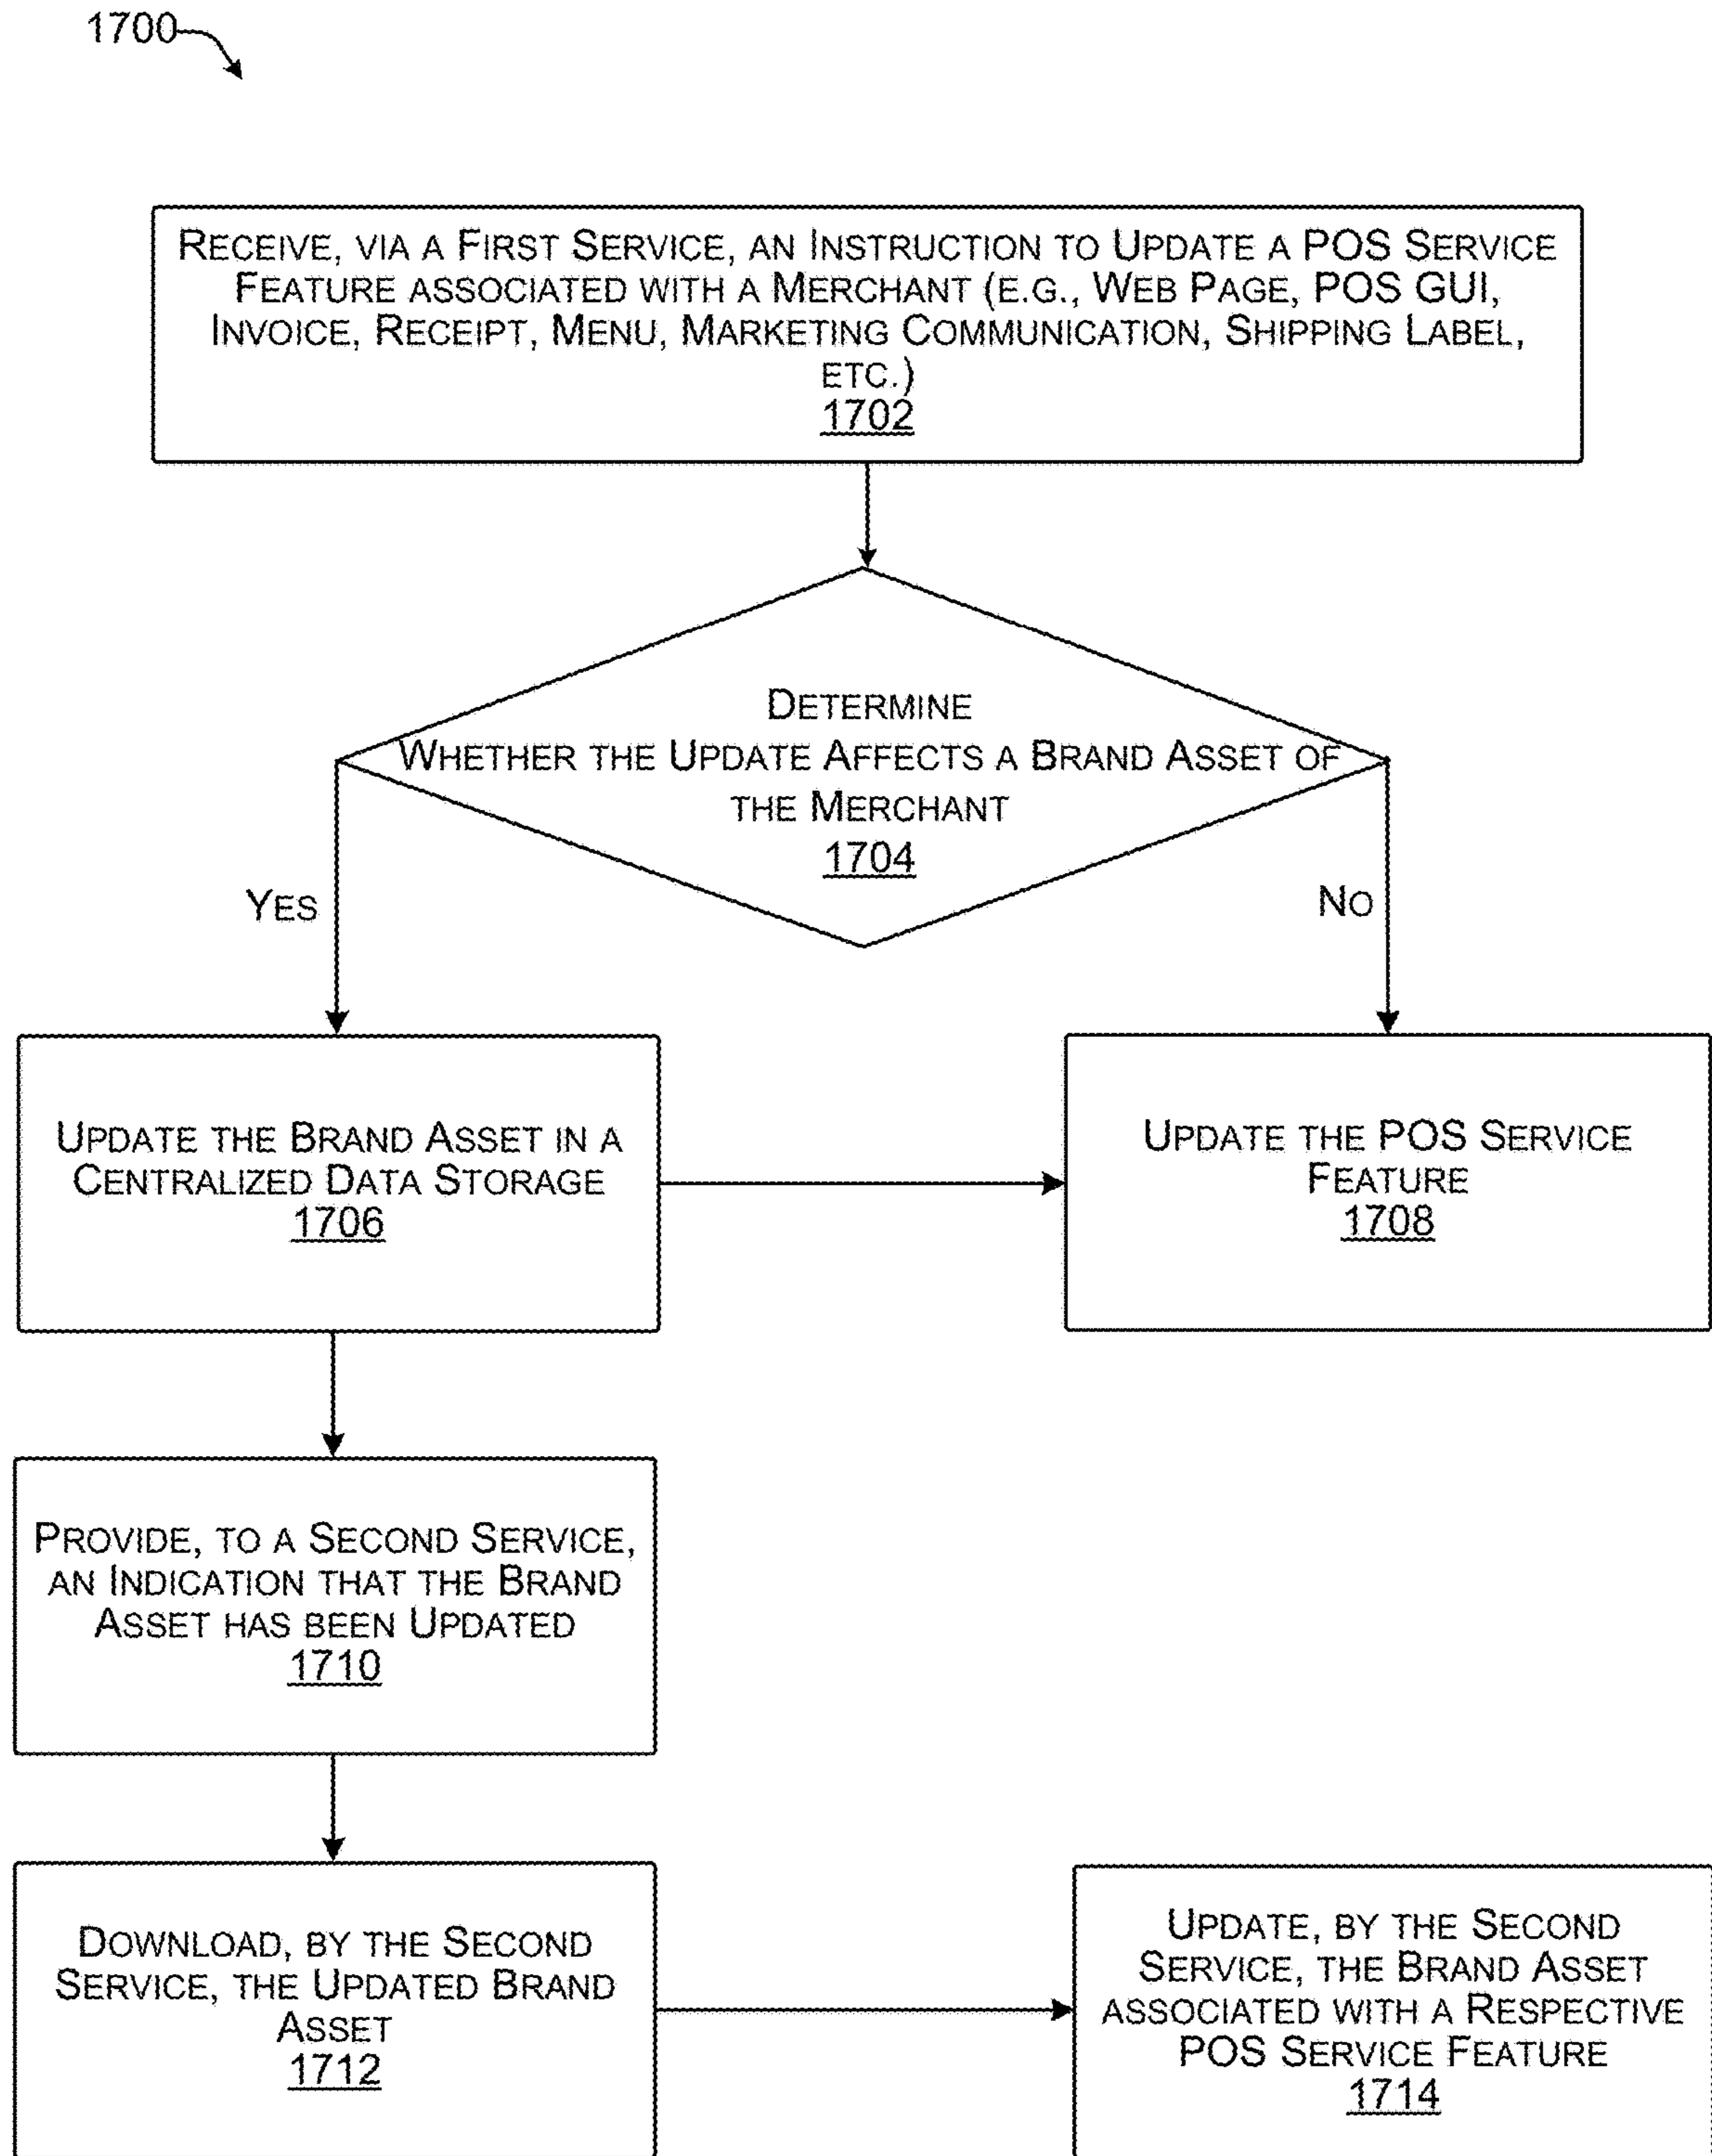 1700
RECEIVE, VIA A FIRST SERVICE, AN INSTRUCTION TO UPDATE A POS SERVICE
FEATURE ASSOCIATED WITH A MERCHANT (E.G., WEB PAGE, POS GUI,
INVOICE, RECEIPT, MENU, MARKETING COMMUNICATION, SHIPPING LABEL,
ETC.)
1702
DETERMINE
WHETHER THE UPDATE AFFECTS A BRAND ASSET OF
THE MERCHANT
1704
YES
NO
UPDATE THE BRAND ASSET IN A
CENTRALIZED DATA STORAGE
1706
UPDATE THE POS SERVICE
FEATURE
1708
PROVIDE, TO A SECOND SERVICE,
AN INDICATION THAT THE BRAND
ASSET HAS BEEN UPDATED
1710
DOWNLOAD, BY THE SECOND
SERVICE, THE UPDATED BRAND
ASSET
1712
UPDATE, BY THE SECOND
SERVICE, THE BRAND ASSET
ASSOCIATED WITH A RESPECTIVE
POS SERVICE FEATURE
1714